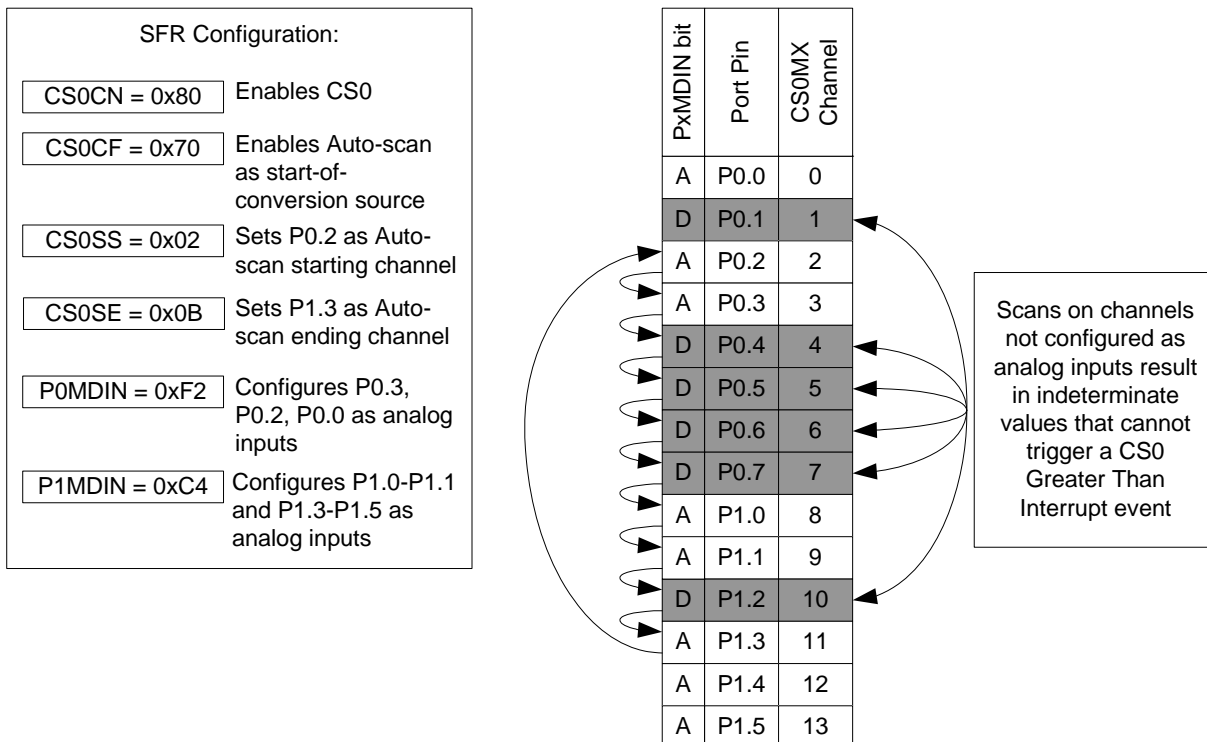 SFR Configuration:
CS0CN = 0x80
Enables CS0
CS0CF = 0x70
Enables Auto-scan
as start-of-
conversion source
CS0SS = 0x02
Sets P0.2 as Auto-
scan starting channel
CS0SE = 0x0B
Sets P1.3 as Auto-
scan ending channel
P0MDIN = 0xF2
Configures P0.3,
P0.2, P0.0 as analog
inputs
P1MDIN = 0xC4
Configures P1.0-P1.1
and P1.3-P1.5 as
analog inputs
PxMDIN bit
Port Pin
CS0MX
Channel
A P0.0 0
D P0.1 1
A P0.2 2
A P0.3 3
D P0.4 4
D P0.5 5
D P0.6 6
D P0.7 7
A P1.0 8
A P1.1 9
D P1.2 10
A P1.3 11
A P1.4 12
A P1.5 13
Scans on channels
not configured as
analog inputs result
in indeterminate
values that cannot
trigger a CS0
Greater Than
Interrupt event